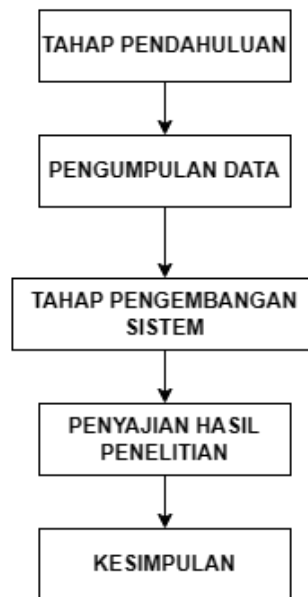 TAHAP PENDAHULUAN
PENGUMPULAN DATA
TAHAP PENGEMBANGAN
SISTEM
PENYAJIAN HASIL
PENELITIAN
KESIMPULAN